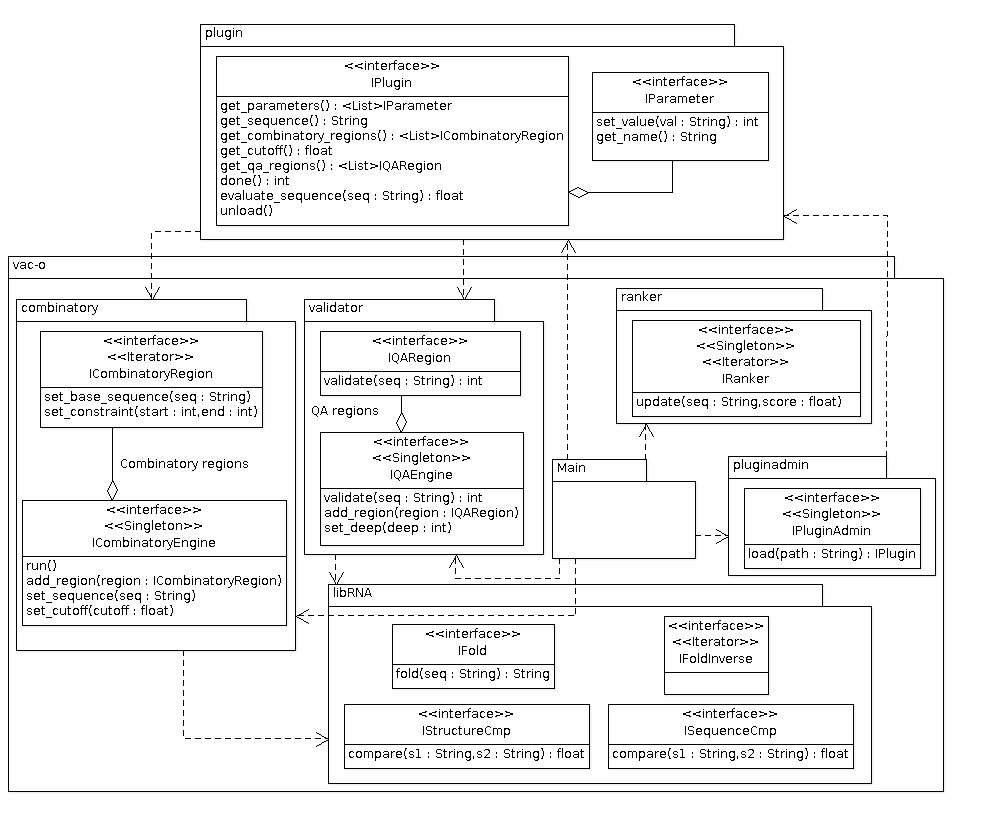 plugin
<<interface>>
IPlugin
get_parameters() : <List>IParameter
get_sequence() : String
get_combinatory_regions() : <List>ICombinatoryRegion
get_cutoff() : float
get_qa_regions() : <List>IQARegion
done() : int
evaluate_sequence(seq : String) : float
unload()
<<interface>>
IParameter
set_value(val : String) : int
get_name() : String
vac-o
combinatory
<<interface>>
<<Iterator>>
ICombinatoryRegion
set_base_sequence(seq : String)
set_constraint(start : int,end : int)
Combinatory regions
<<interface>>
<<Singleton>>
ICombinatoryEngine
run()
add_region(region : ICombinatoryRegion)
set_sequence(seq : String)
set_cutoff(cutoff : float)
validator
<<interface>>
IQARegion
validate(seq : String) : int
QA regions
<<interface>>
<<Singleton>>
IQAEngine
validate(seq : String) : int
add_region(region : IQARegion)
set_deep(deep : int)
ranker
<<interface>>
<<Singleton>>
<<Iterator>>
IRanker
update(seq : String,score : float)
Main
pluginadmin
<<interface>>
<<Singleton>>
IPluginAdmin
load(path : String) : IPlugin
libRNA
<<interface>>
IFold
fold(seq : String) : String
<<interface>>
<<Iterator>>
IFoldInverse
<<interface>>
IStructureCmp
compare(s1 : String,s2 : String) : float
<<interface>>
ISequenceCmp
compare(s1 : String,s2 : String) : float